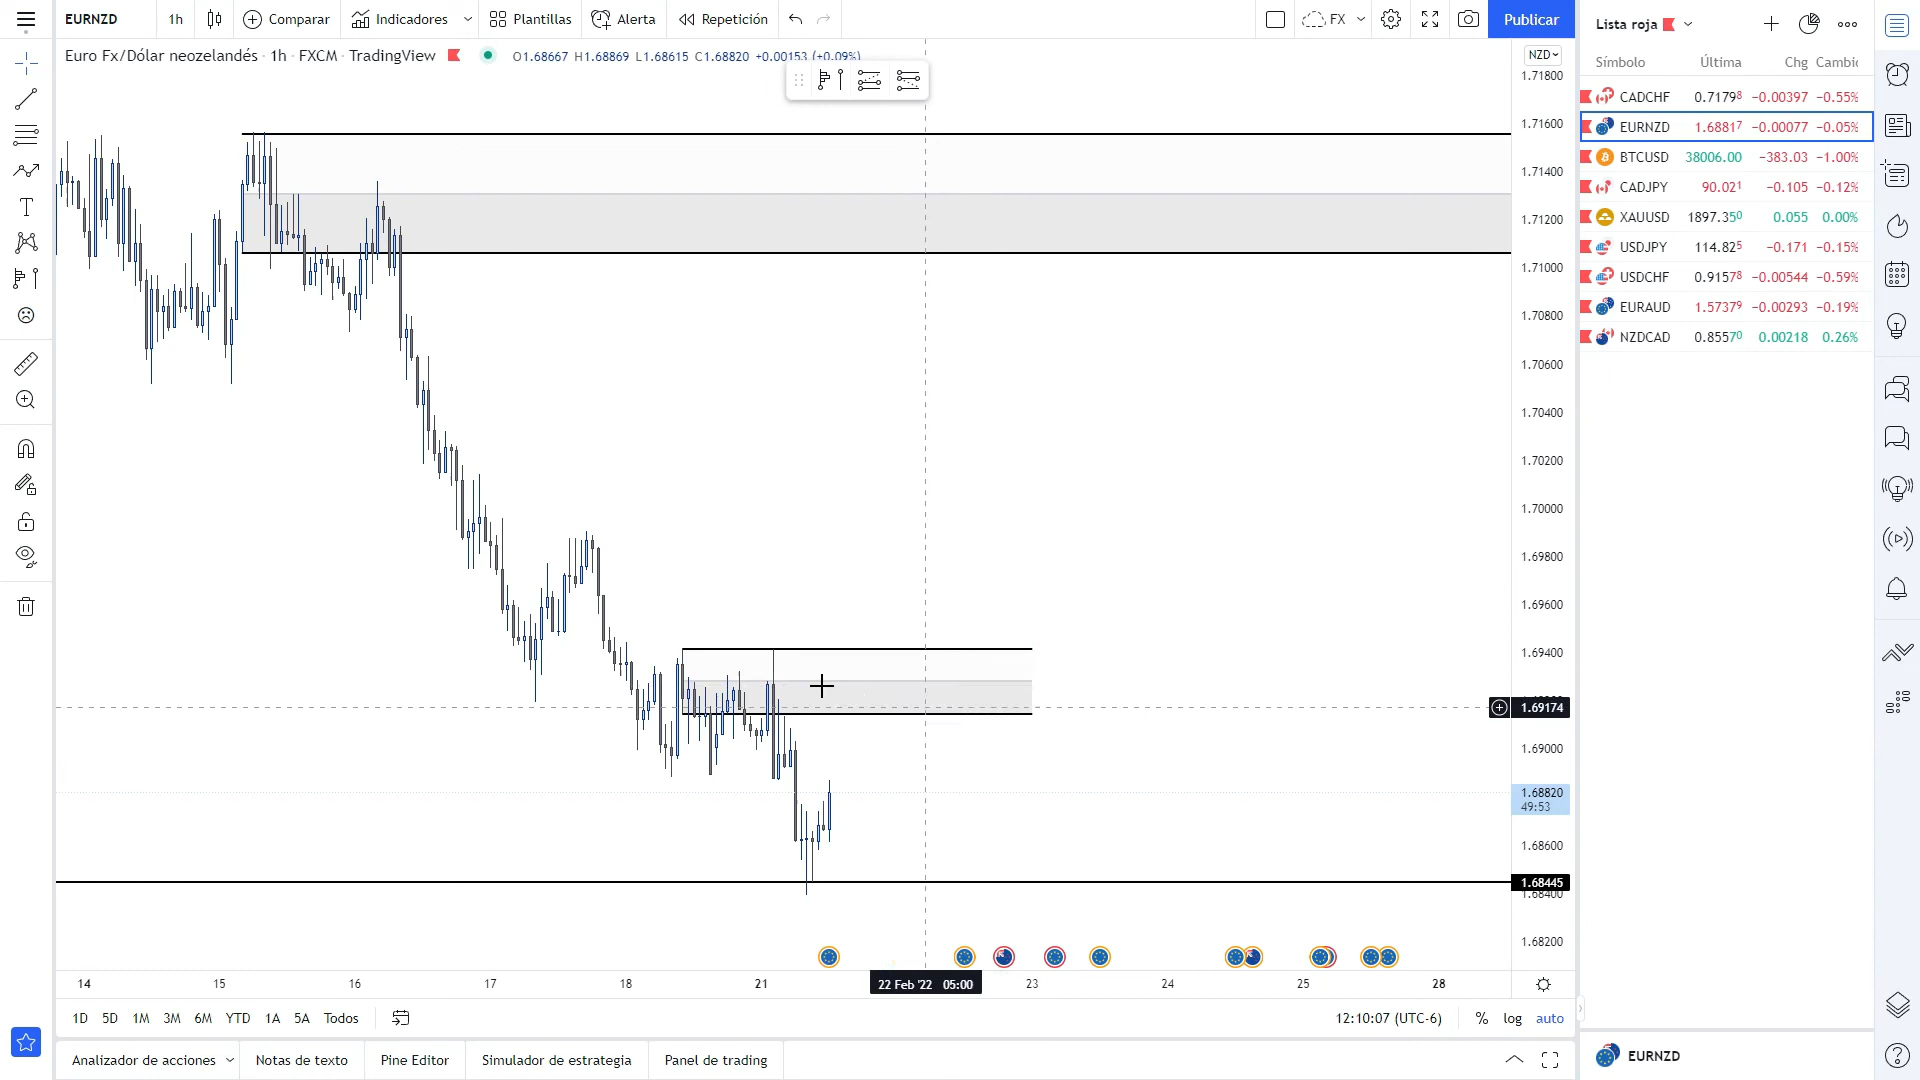 EURNZD 1h Comparar Indicadores Plantillas Alerta Repetición FX Publicar
Euro Fx/Dólar neozelandés · 1h · FXCM · TradingView O1.68667 H1.68869 L1.68615 C1.68820 +0.00153 (+0.09%)
NZD
1.71800
1.71600
1.71400
1.71200
1.71000
1.70800
1.70600
1.70400
1.70200
1.70000
1.69800
1.69600
1.69400
1.69174
1.69000
1.68820
49:53
1.68600
1.68445
1.68400
1.68200
14 15 16 17 18 21 22 Feb '22 05:00 23 24 25 28
1D 5D 1M 3M 6M YTD 1A 5A Todos 12:10:07 (UTC-6) % log auto
Analizador de acciones Notas de texto Pine Editor Simulador de estrategia Panel de trading
Lista roja
Símbolo Última Chg Cambio
CADCHF 0.71798 −0.00397 −0.55%
EURNZD 1.68817 −0.00077 −0.05%
BTCUSD 38006.00 −383.03 −1.00%
CADJPY 90.021 −0.105 −0.12%
XAUUSD 1897.350 0.055 0.00%
USDJPY 114.825 −0.171 −0.15%
USDCHF 0.91578 −0.00544 −0.59%
EURAUD 1.57379 −0.00293 −0.19%
NZDCAD 0.85570 0.00218 0.26%
EURNZD